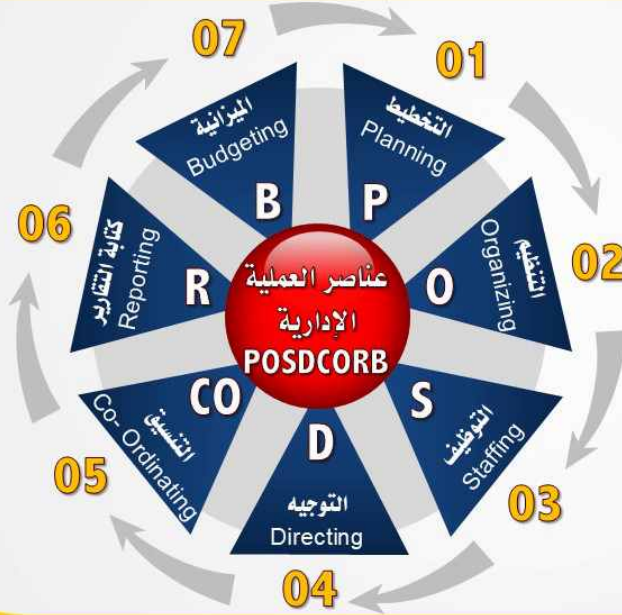 عناصر العملية
الإدارية
POSDCORB
01
التخطيط
Planning
P
02
التنظيم
Organizing
O
03
التوظيف
Staffing
S
04
D
التوجيه
Directing
05
CO
التنسيق
Co- Ordinating
06
كتابة التقارير
Reporting
R
07
الميزانية
Budgeting
B